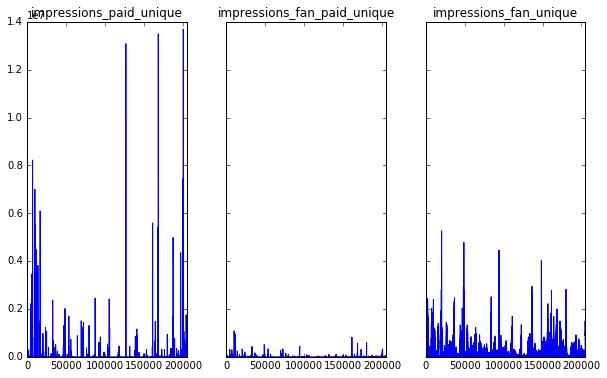 impressions_paid_unique
impressions_fan_paid_unique
impressions_fan_unique
1e7
1.4
1.2
1.0
0.8
0.6
0.4
0.2
0.0
0 50000 100000 150000 200000
0 50000 100000 150000 200000
0 50000 100000 150000 200000